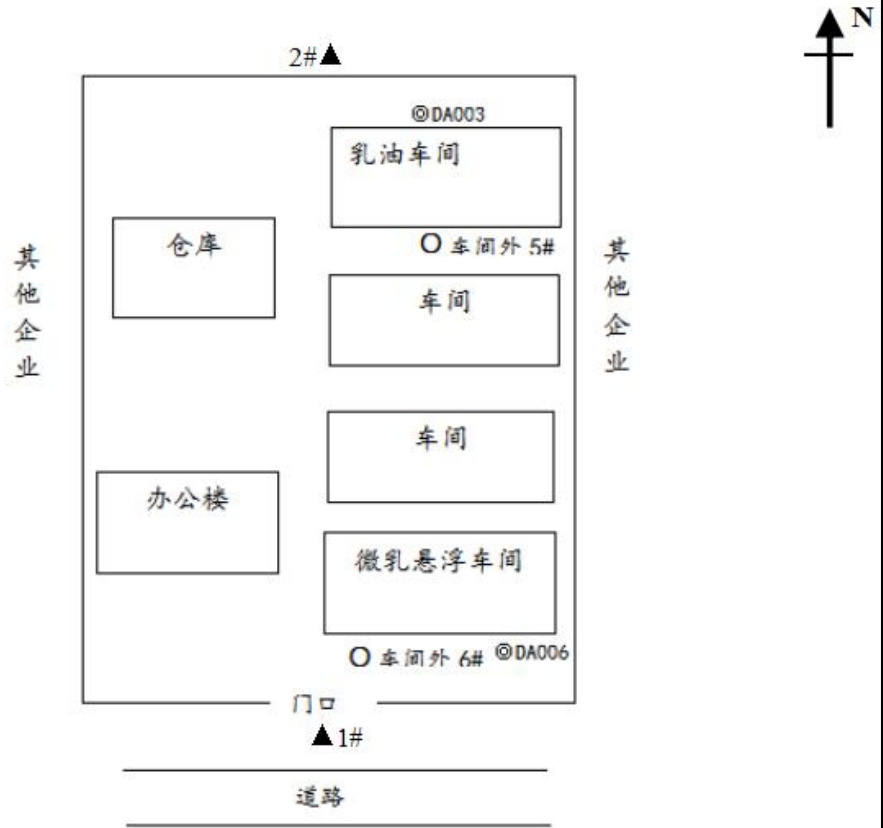 N
2#▲
◎DA003
乳油车间
仓库
○ 车间外 5#
其他企业
其他企业
车间
车间
办公楼
微乳悬浮车间
○ 车间外 6#
◎DA006
门口
▲1#
道路